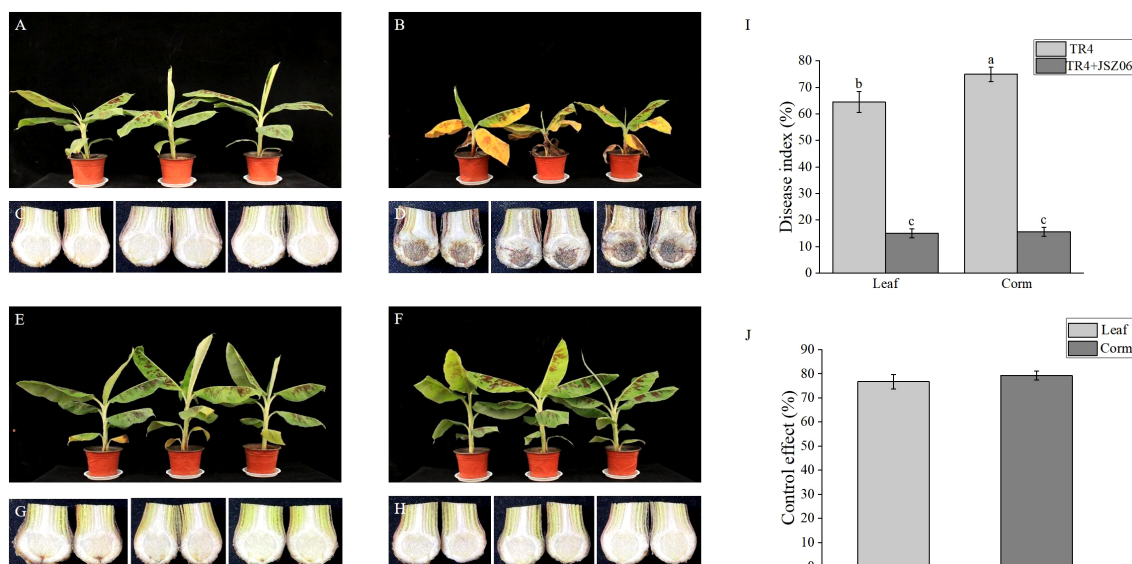 A
B
C
D
E
F
G
H
I
TR4
TR4+JSZ06
80
70
60
50
40
30
20
10
0
Disease index (%)
b
c
a
c
Leaf
Corm
J
Leaf
Corm
90
80
70
60
50
40
30
20
10
Control effect (%)